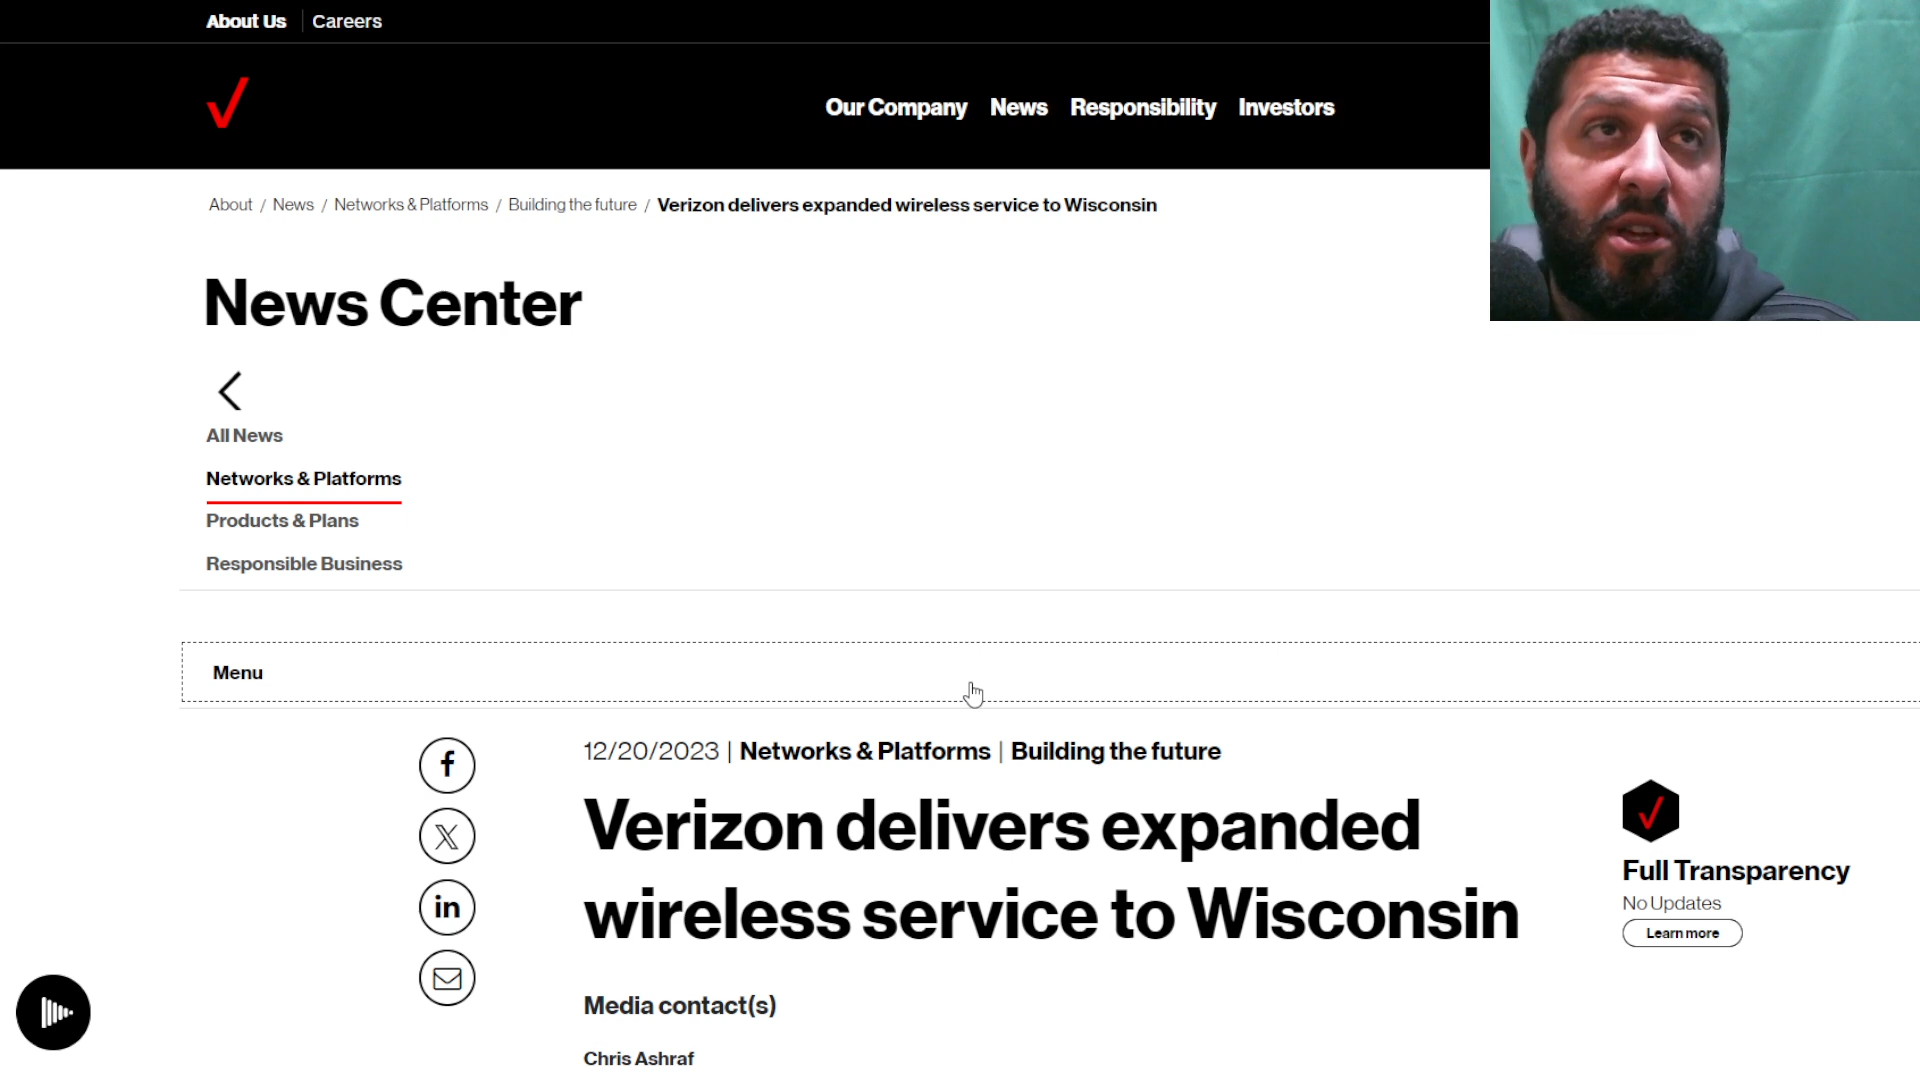 About Us
Careers
Our Company News Responsibility Investors
About / News / Networks & Platforms / Building the future / Verizon delivers expanded wireless service to Wisconsin
News Center
All News
Networks & Platforms
Products & Plans
Responsible Business
Menu
12/20/2023 | Networks & Platforms | Building the future
Verizon delivers expanded
wireless service to Wisconsin
Full Transparency
No Updates
Learn more
Media contact(s)
Chris Ashraf